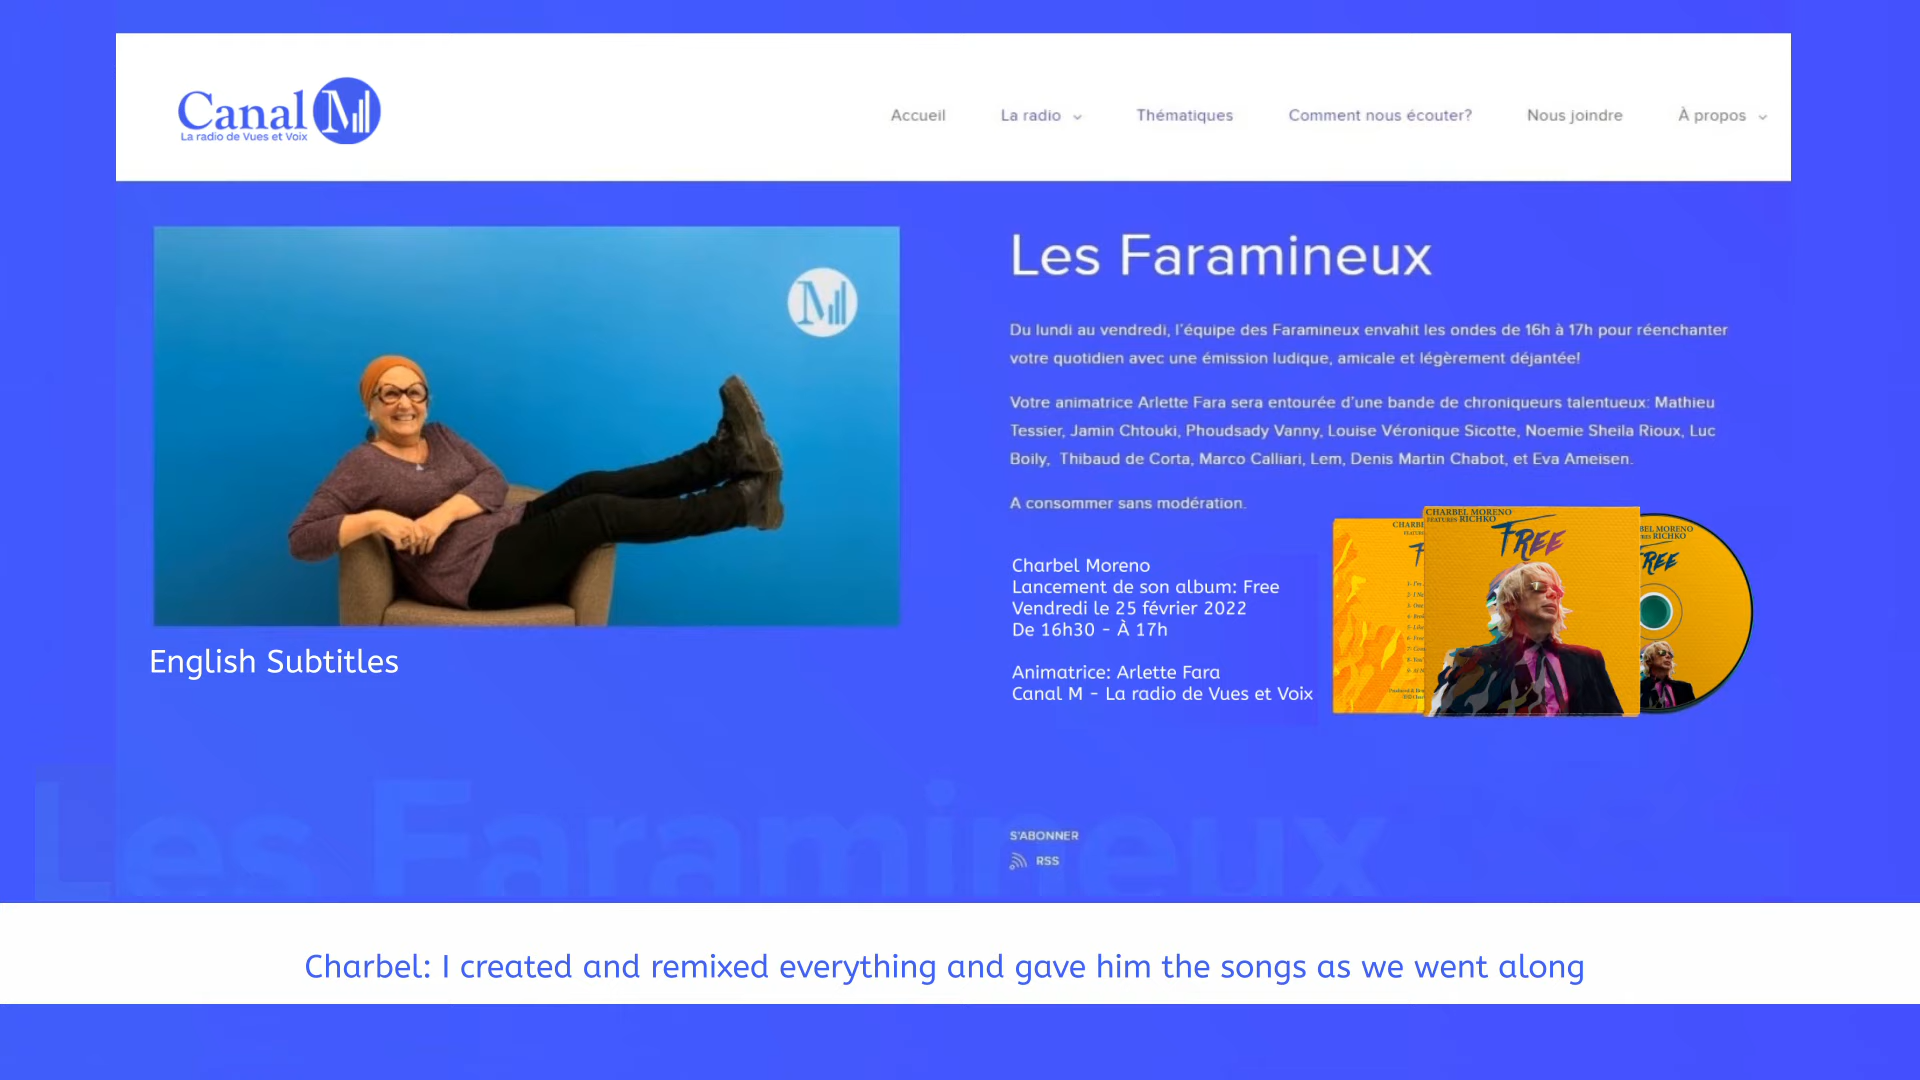 Canal M
La radio de Vues et Voix
Accueil
La radio
Thématiques
Comment nous écouter?
Nous joindre
À propos
M
Les Faramineux
Du lundi au vendredi, l'équipe des Faramineux envahit les ondes de 16h à 17h pour réenchanter
votre quotidien avec une émission ludique, amicale et légèrement déjantée!
Votre animatrice Arlette Fara sera entourée d'une bande de chroniqueurs talentueux: Mathieu
Tessier, Jamin Chtouki, Phoudsady Vanny, Louise Véronique Sicotte, Noemie Sheila Rioux, Luc
Boily, Thibaud de Corta, Marco Calliari, Lem, Denis Martin Chabot, et Eva Ameisen.
A consommer sans modération.
Charbel Moreno
Lancement de son album: Free
Vendredi le 25 février 2022
De 16h30 - À 17h
Animatrice: Arlette Fara
Canal M - La radio de Vues et Voix
CHARBEL MORENO
FEATURES RICHKO
FREE
English Subtitles
Les Faramineux
S'ABONNER
RSS
Charbel: I created and remixed everything and gave him the songs as we went along